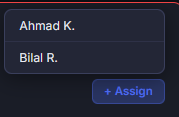 Ahmad K.
Bilal R.
+ Assign